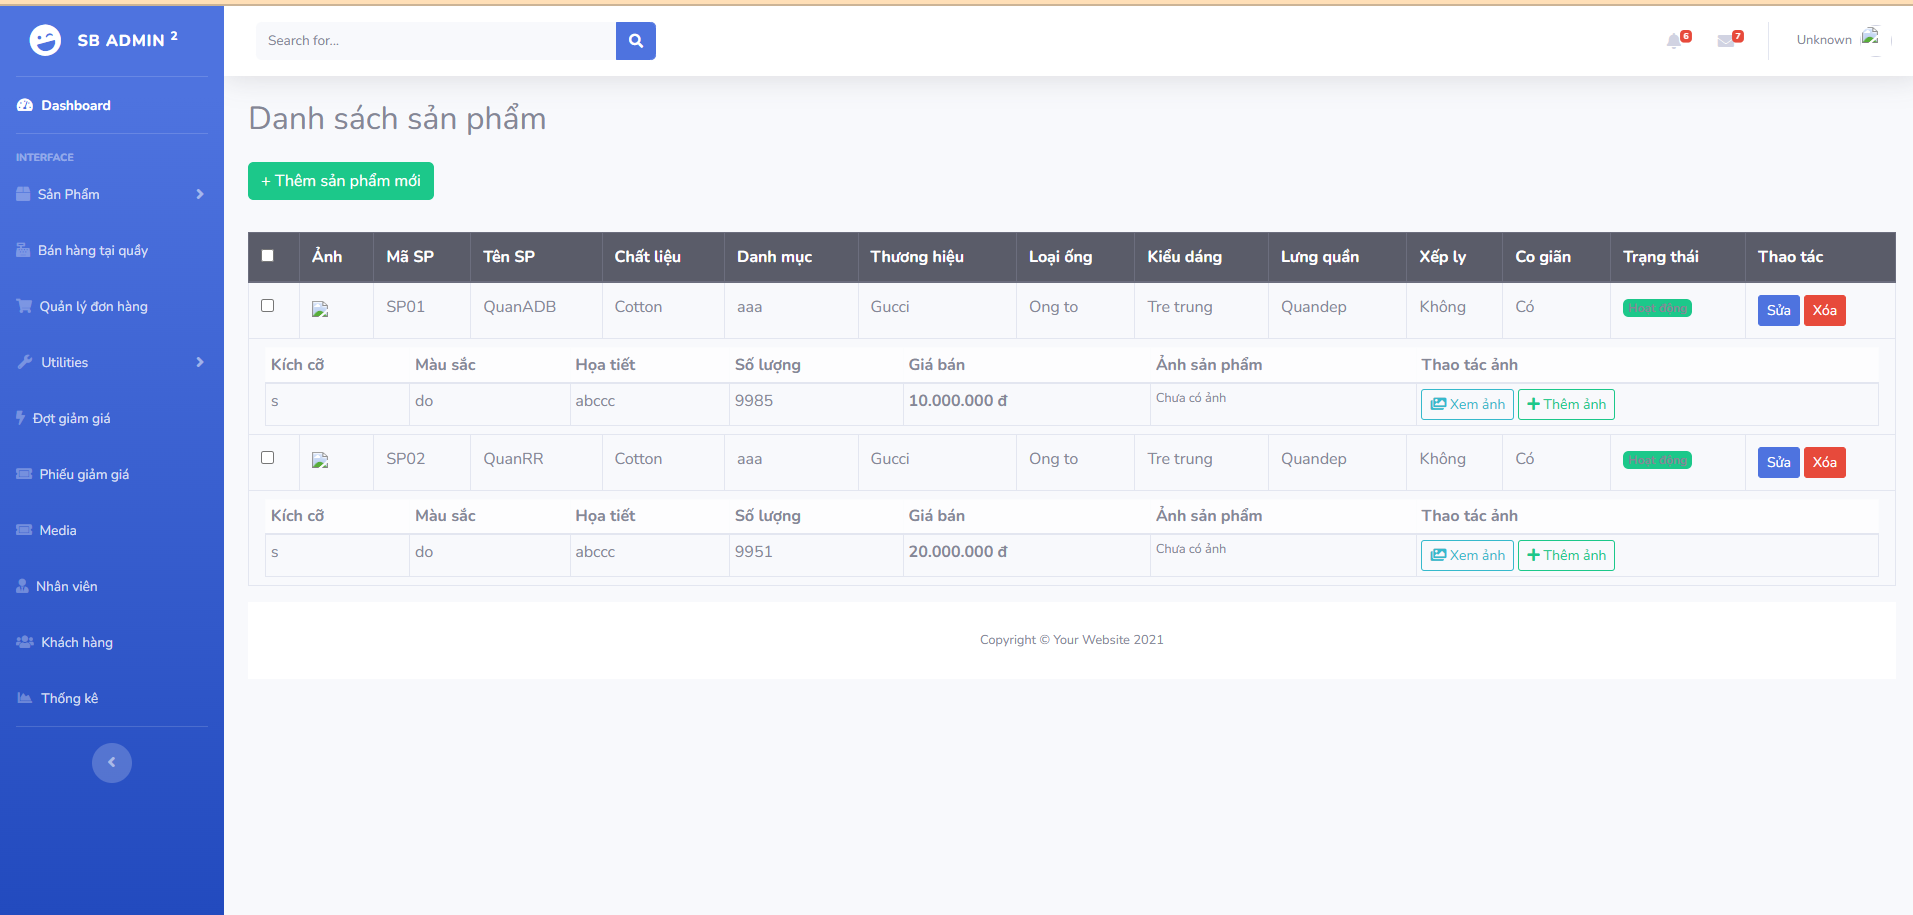 SB ADMIN 2
Search for...
6
7
Unknown
Dashboard
INTERFACE
Sản Phẩm
Bán hàng tại quầy
Quản lý đơn hàng
Utilities
Đợt giảm giá
Phiếu giảm giá
Media
Nhân viên
Khách hàng
Thống kê
Danh sách sản phẩm
+ Thêm sản phẩm mới
Ảnh Mã SP Tên SP Chất liệu Danh mục Thương hiệu Loại ống Kiểu dáng Lưng quần Xếp ly Co giãn Trạng thái Thao tác
SP01 QuanADB Cotton aaa Gucci Ong to Tre trung Quandep Không Có Hoạt động Sửa Xóa
Kích cỡ Màu sắc Họa tiết Số lượng Giá bán Ảnh sản phẩm Thao tác ảnh
s do abccc 9985 10.000.000 đ Chưa có ảnh Xem ảnh Thêm ảnh
SP02 QuanRR Cotton aaa Gucci Ong to Tre trung Quandep Không Có Hoạt động Sửa Xóa
Kích cỡ Màu sắc Họa tiết Số lượng Giá bán Ảnh sản phẩm Thao tác ảnh
s do abccc 9951 20.000.000 đ Chưa có ảnh Xem ảnh Thêm ảnh
Copyright © Your Website 2021